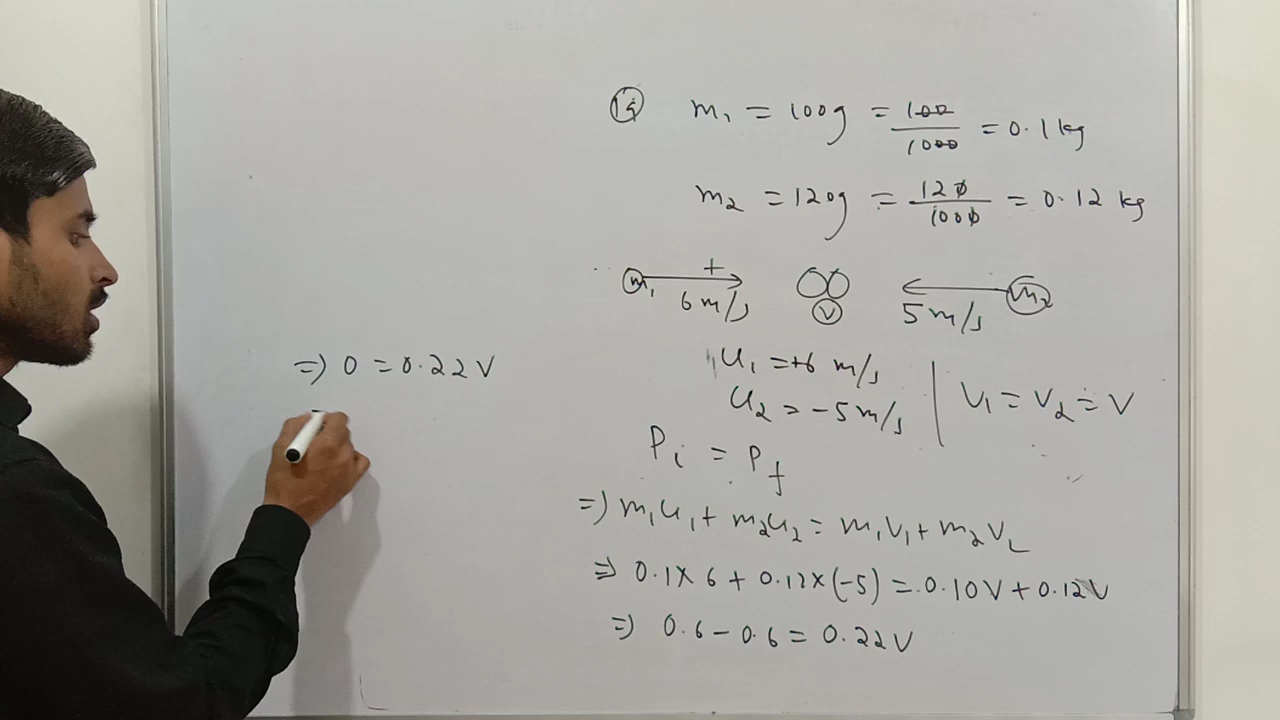 15 m₁ = 100g = 100/1000 = 0.1 kg
m₂ = 120g = 120/1000 = 0.12 kg
m₁ + 6 m/s V 5 m/s m₂
u₁ = +6 m/s
u₂ = -5 m/s | V₁ = V₂ = V
Pᵢ = P_f
=> m₁u₁ + m₂u₂ = m₁V₁ + m₂V₂
=> 0.1 × 6 + 0.12 × (-5) = 0.10V + 0.12V
=> 0.6 - 0.6 = 0.22V
=> 0 = 0.22V